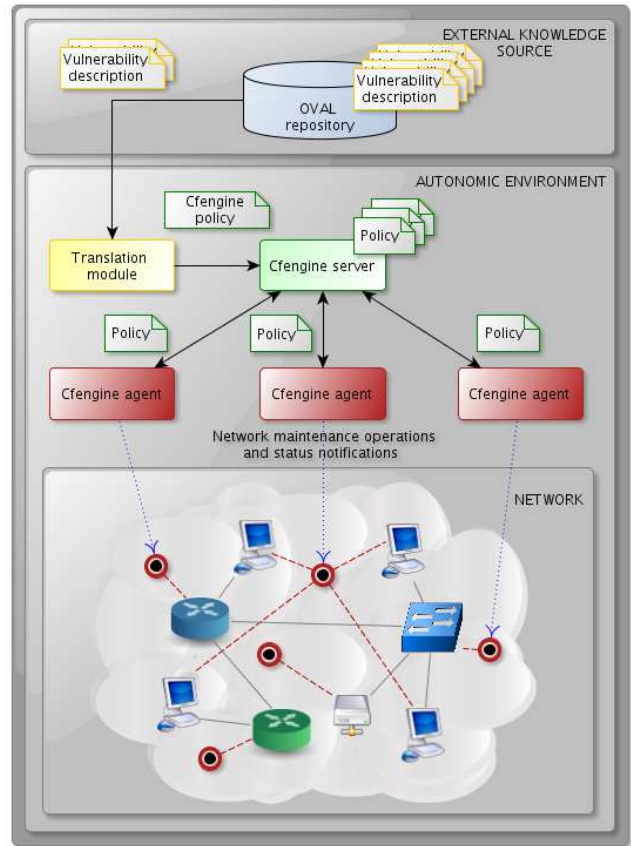 EXTERNAL KNOWLEDGE
SOURCE
Vulnerability
description
Vulnerability
description
OVAL
repository
AUTONOMIC ENVIRONMENT
Cfengine
policy
Policy
Translation
module
Cfengine server
Policy
Policy
Policy
Cfengine agent
Cfengine agent
Cfengine agent
Network maintenance operations
and status notifications
NETWORK